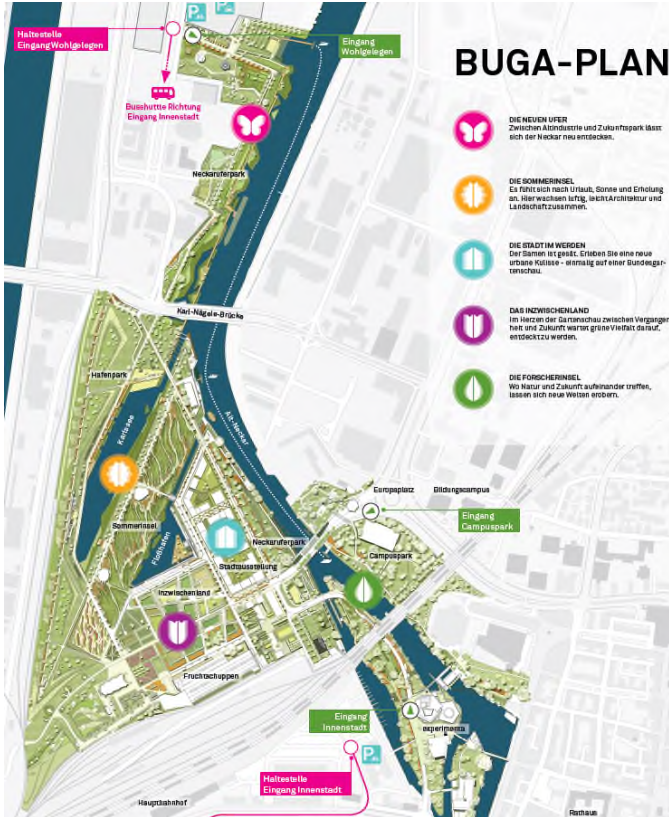 Haltestelle
Eingang Wohlgelegen
Eingang
Wohlgelegen
BUGA-PLAN
Busshuttle Richtung
Eingang Innenstadt
DIE NEUEN UFER
Zwischen Altindustrie und Zukunftspark lässt
sich der Neckar neu entdecken.
Neckaruferpark
DIE SOMMERINSEL
Es fühlt sich nach Urlaub, Sonne und Erholung
an. Hier wachsen luftig, leicht Architektur und
Landschaft zusammen.
DIE STADT IM WERDEN
Der Samen ist gesät. Erleben Sie eine neue
urbane Kulisse – einmalig auf einer Bundesgar-
tenschau.
Karl-Nägele-Brücke
DAS INZWISCHENLAND
Im Herzen der Gartenschau zwischen Vergangen-
heit und Zukunft wartet grüne Vielfalt darauf,
entdeckt zu werden.
Hafenpark
DIE FORSCHERINSEL
Wo Natur und Zukunft aufeinander treffen,
lassen sich neue Welten erobern.
Karlssee
Alt-Neckar
Europaplatz
Bildungscampus
Eingang
Campuspark
Sommerinsel
Floßhafen
Neckaruferpark
Campuspark
Stadtausstellung
Inzwischenland
Fruchtschuppen
Eingang
Innenstadt
experimenta
P
Haltestelle
Eingang Innenstadt
Hauptbahnhof
Rathaus